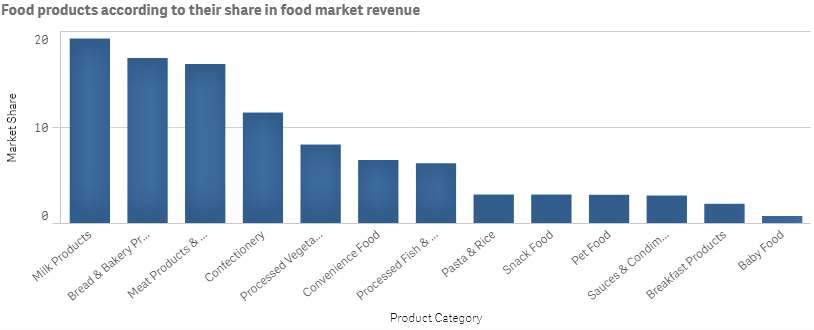 Food products according to their share in food market revenue
20
10
0
Market Share
Milk Products
Bread & Bakery Pr...
Meat Products & ...
Confectionery
Processed Vegeta...
Convenience Food
Processed Fish & ...
Pasta & Rice
Snack Food
Pet Food
Sauces & Condim...
Breakfast Products
Baby Food
Product Category